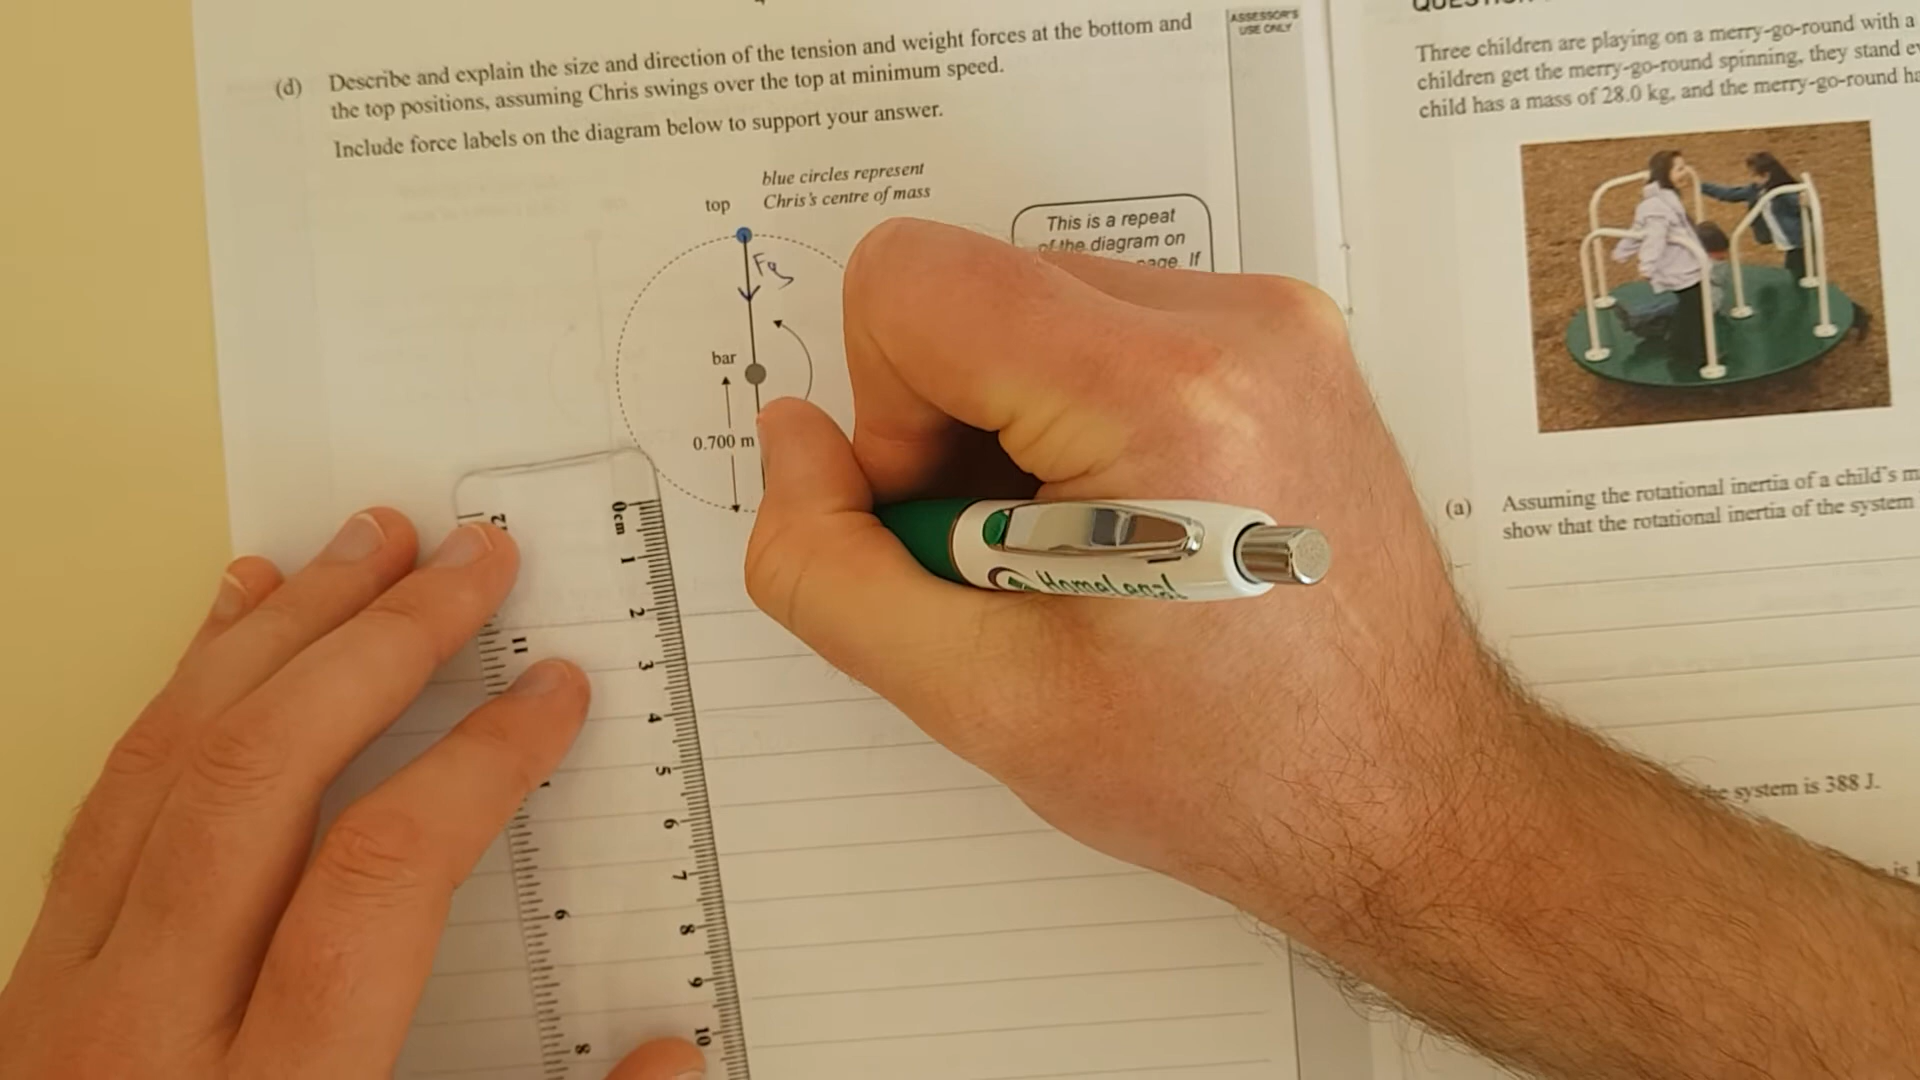 (d) Describe and explain the size and direction of the tension and weight forces at the bottom and
the top positions, assuming Chris swings over the top at minimum speed.
Include force labels on the diagram below to support your answer.
ASSESSOR'S
USE ONLY
blue circles represent
Chris's centre of mass
top
Fg
bar
0.700 m
This is a repeat
of the diagram on
If
0cm
1
2
3
4
5
6
7
8
9
10
11
6
8
Three children are playing on a merry-go-round with a
children get the merry-go-round spinning, they stand
child has a mass of 28.0 kg, and the merry-go-round
(a) Assuming the rotational inertia of a child's
show that the rotational inertia of the system
system is 388 J.
is